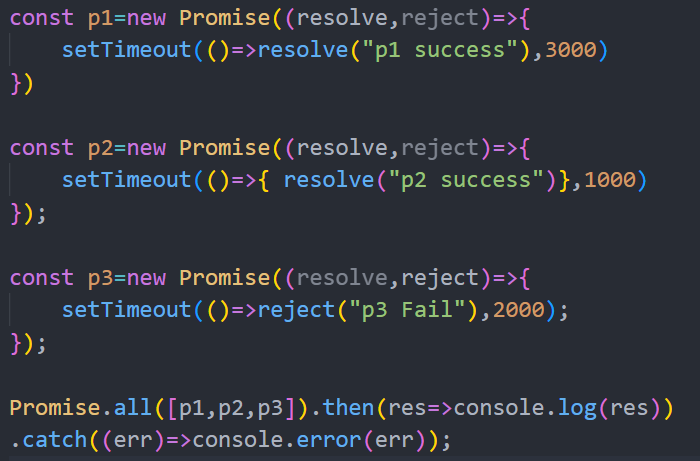 const p1=new Promise((resolve,reject)=>{
    setTimeout(()=>resolve("p1 success"),3000)
})

const p2=new Promise((resolve,reject)=>{
    setTimeout(()=>{ resolve("p2 success")},1000)
});

const p3=new Promise((resolve,reject)=>{
    setTimeout(()=>reject("p3 Fail"),2000);
});

Promise.all([p1,p2,p3]).then(res=>console.log(res))
.catch((err)=>console.error(err));